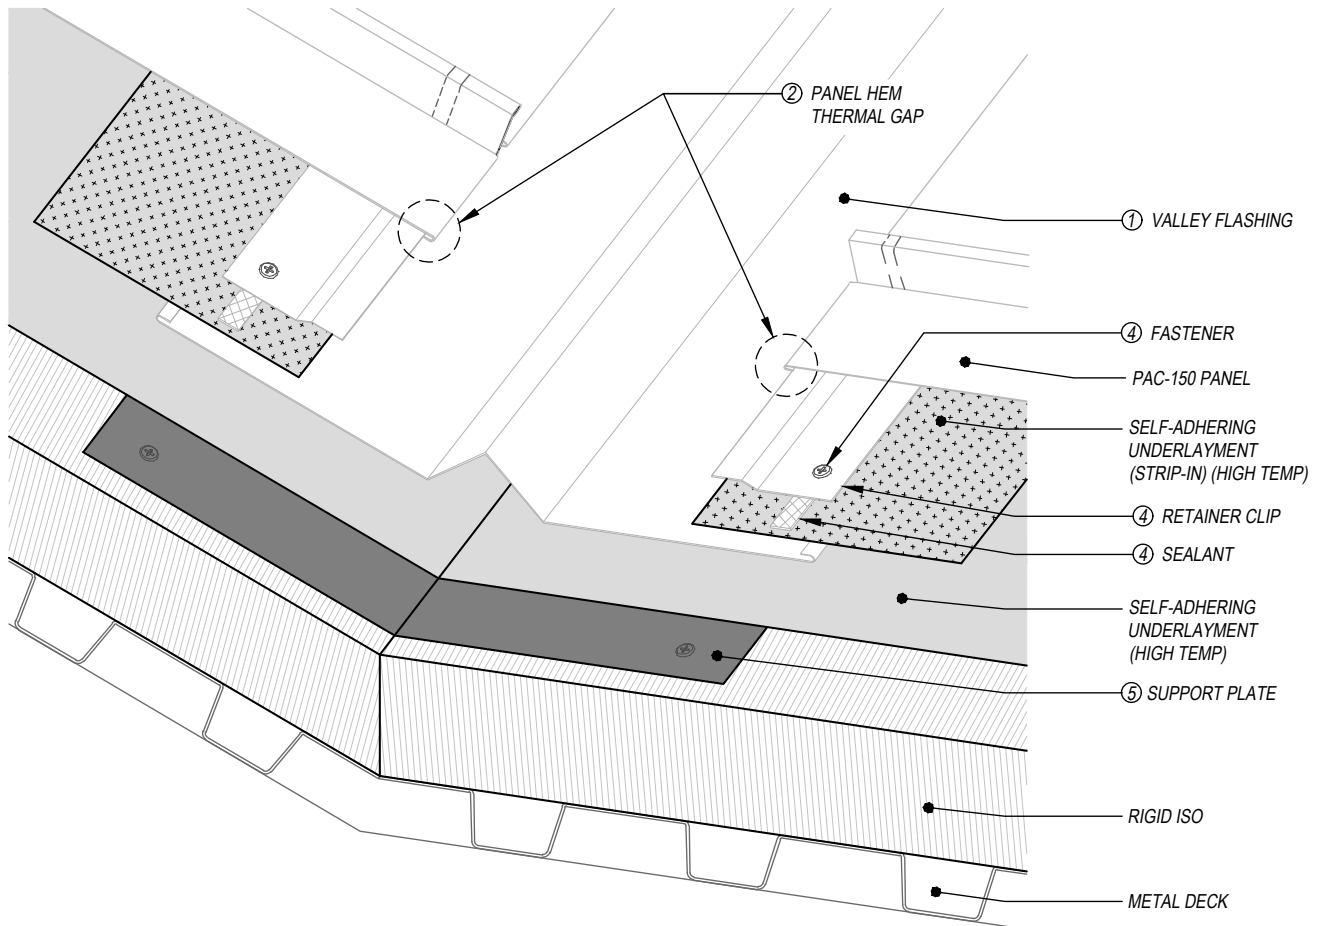 ② PANEL HEM
THERMAL GAP
① VALLEY FLASHING
④ FASTENER
PAC-150 PANEL
SELF-ADHERING
UNDERLAYMENT
(STRIP-IN) (HIGH TEMP)
④ RETAINER CLIP
④ SEALANT
SELF-ADHERING
UNDERLAYMENT
(HIGH TEMP)
⑤ SUPPORT PLATE
RIGID ISO
METAL DECK